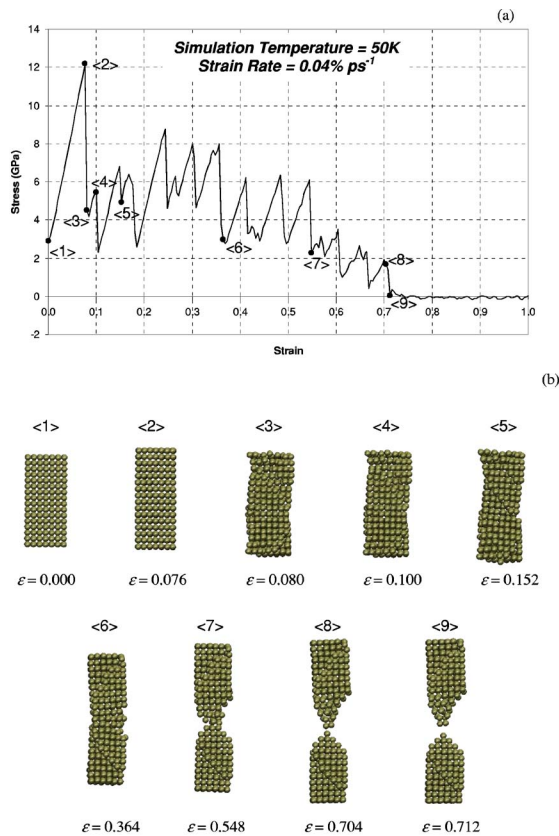 (a)
Simulation Temperature = 50K
Strain Rate = 0.04% ps⁻¹
Stress (GPa)
14
12
10
8
6
4
2
0
-2
<1>
<2>
<3>
<4>
<5>
<6>
<7>
<8>
<9>
0.0 0.1 0.2 0.3 0.4 0.5 0.6 0.7 0.8 0.9 1.0
Strain
(b)
<1> <2> <3> <4> <5>
ε = 0.000 ε = 0.076 ε = 0.080 ε = 0.100 ε = 0.152
<6> <7> <8> <9>
ε = 0.364 ε = 0.548 ε = 0.704 ε = 0.712